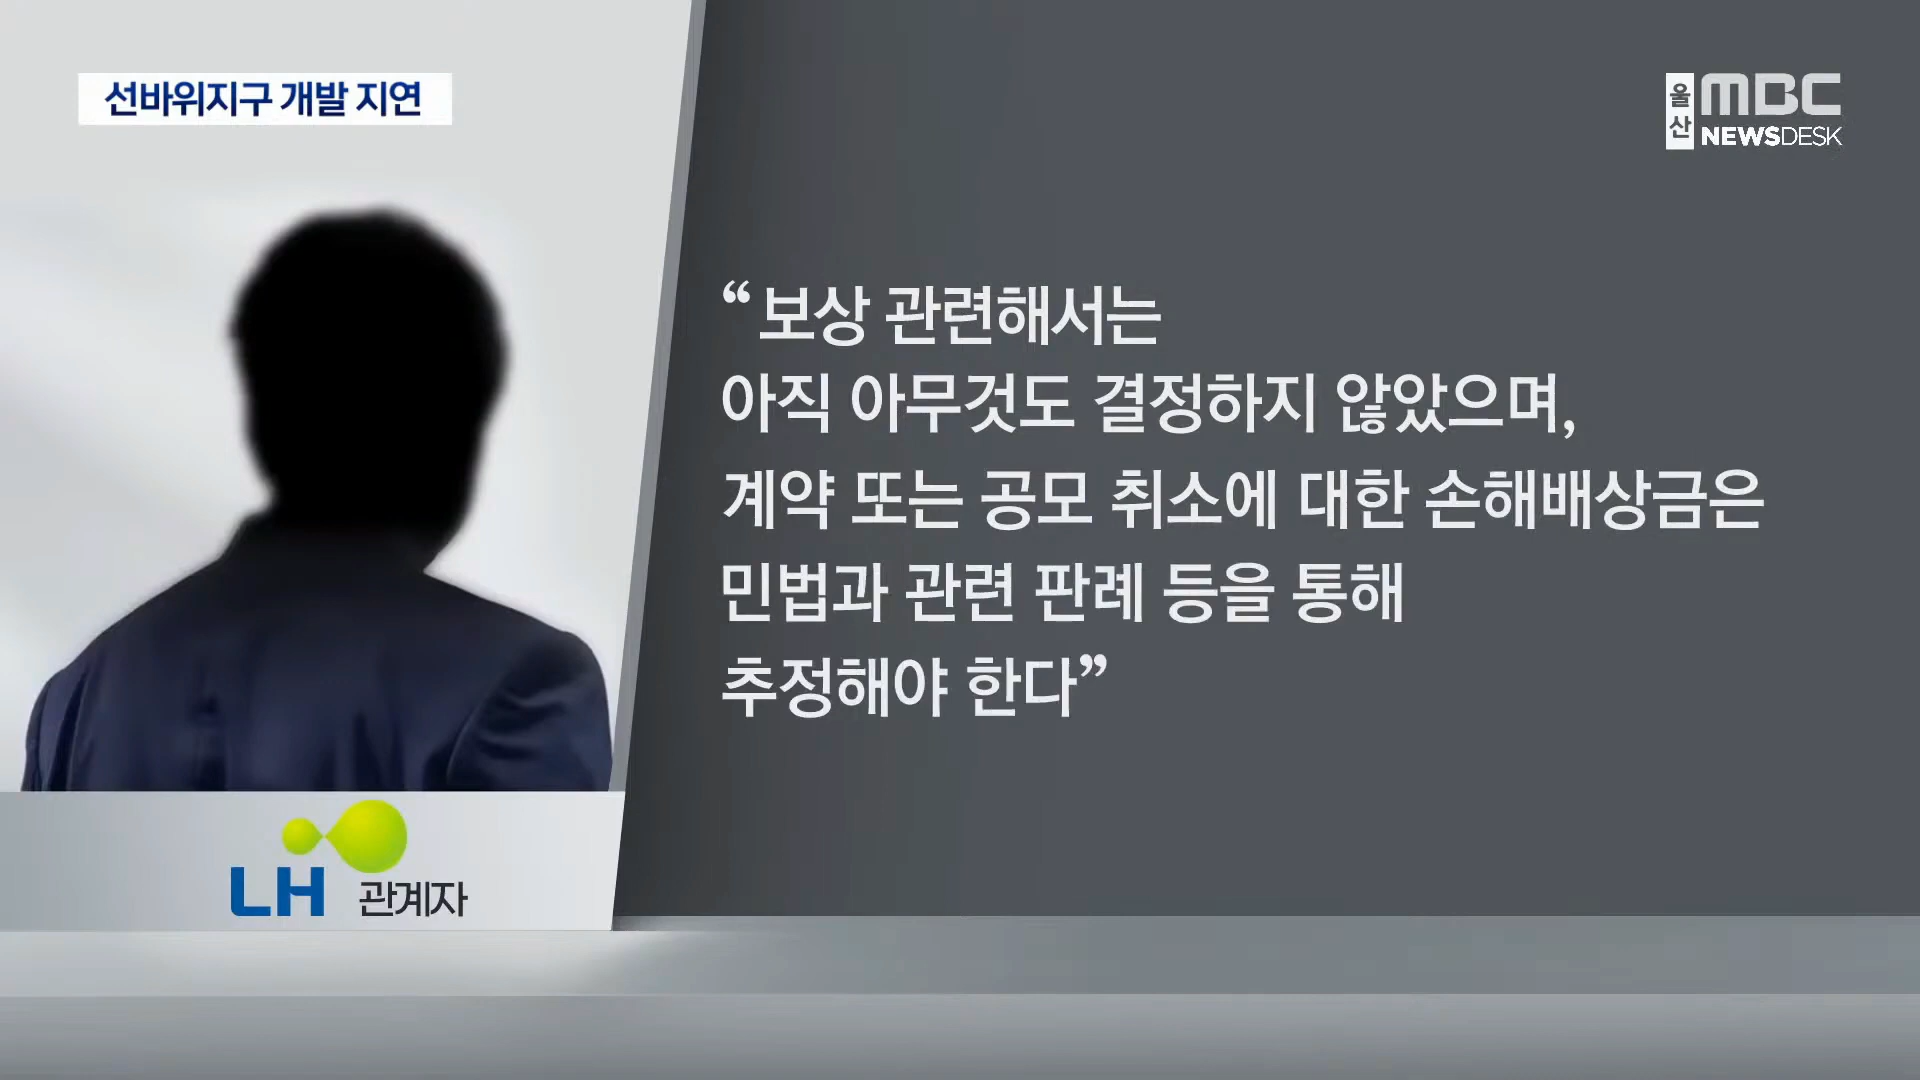 선바위지구 개발 지연
울산 MBC
NEWSDESK
“보상 관련해서는
아직 아무것도 결정하지 않았으며,
계약 또는 공모 취소에 대한 손해배상금은
민법과 관련 판례 등을 통해
추정해야 한다”
LH 관계자